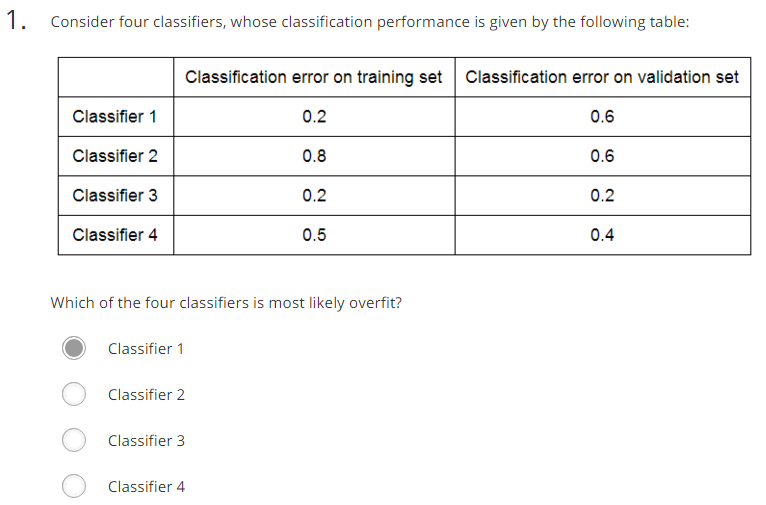 1. Consider four classifiers, whose classification performance is given by the following table:
Classification error on training set Classification error on validation set
Classifier 1 0.2 0.6
Classifier 2 0.8 0.6
Classifier 3 0.2 0.2
Classifier 4 0.5 0.4
Which of the four classifiers is most likely overfit?
Classifier 1
Classifier 2
Classifier 3
Classifier 4